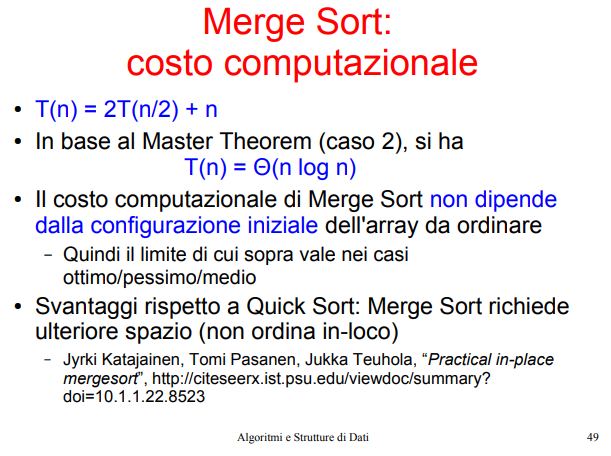 Merge Sort:
costo computazionale
• T(n) = 2T(n/2) + n
• In base al Master Theorem (caso 2), si ha
T(n) = Θ(n log n)
• Il costo computazionale di Merge Sort non dipende
dalla configurazione iniziale dell'array da ordinare
– Quindi il limite di cui sopra vale nei casi
ottimo/pessimo/medio
• Svantaggi rispetto a Quick Sort: Merge Sort richiede
ulteriore spazio (non ordina in-loco)
– Jyrki Katajainen, Tomi Pasanen, Jukka Teuhola, “Practical in-place
mergesort”, http://citeseerx.ist.psu.edu/viewdoc/summary?
doi=10.1.1.22.8523
Algoritmi e Strutture di Dati
49